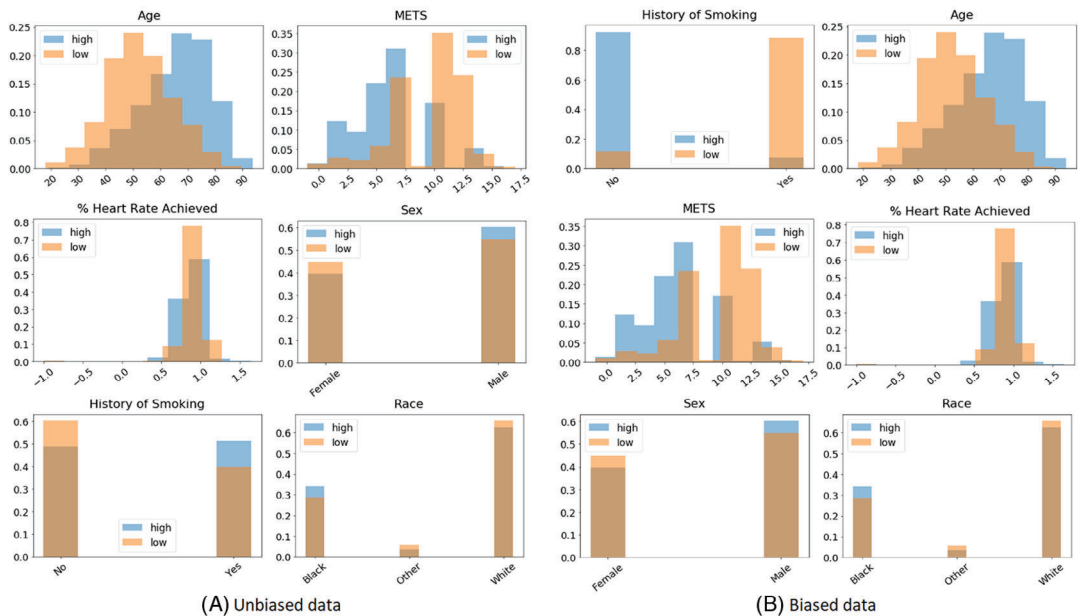 Age
0.25
0.20
0.15
0.10
0.05
0.00
high
low
20
30
40
50
60
70
80
90
METS
0.35
0.30
0.25
0.20
0.15
0.10
0.05
0.00
high
low
0.0
2.5
5.0
7.5
10.0
12.5
15.0
17.5
% Heart Rate Achieved
0.8
0.7
0.6
0.5
0.4
0.3
0.2
0.1
0.0
high
low
-1.0
-0.5
0.0
0.5
1.0
1.5
Sex
0.6
0.5
0.4
0.3
0.2
0.1
0.0
high
low
Female
Male
History of Smoking
0.6
0.5
0.4
0.3
0.2
0.1
0.0
high
low
No
Yes
Race
0.6
0.5
0.4
0.3
0.2
0.1
0.0
high
low
Black
Other
White
(A) Unbiased data
History of Smoking
0.8
0.6
0.4
0.2
0.0
high
low
No
Yes
Age
0.25
0.20
0.15
0.10
0.05
0.00
high
low
20
30
40
50
60
70
80
90
METS
0.35
0.30
0.25
0.20
0.15
0.10
0.05
0.00
high
low
0.0
2.5
5.0
7.5
10.0
12.5
15.0
17.5
% Heart Rate Achieved
0.8
0.7
0.6
0.5
0.4
0.3
0.2
0.1
0.0
high
low
-1.0
-0.5
0.0
0.5
1.0
1.5
Sex
0.6
0.5
0.4
0.3
0.2
0.1
0.0
high
low
Female
Male
Race
0.6
0.5
0.4
0.3
0.2
0.1
0.0
high
low
Black
Other
White
(B) Biased data